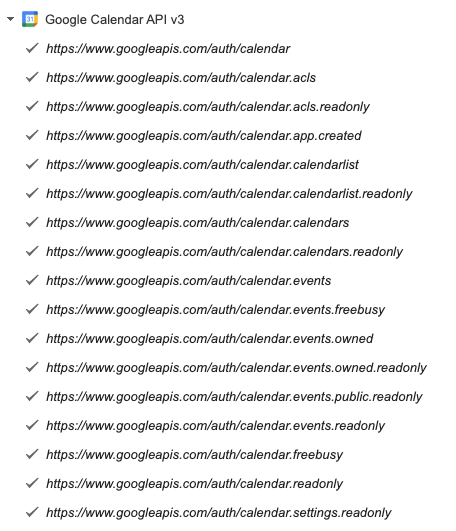 Google Calendar API v3
https://www.googleapis.com/auth/calendar
https://www.googleapis.com/auth/calendar.acls
https://www.googleapis.com/auth/calendar.acls.readonly
https://www.googleapis.com/auth/calendar.app.created
https://www.googleapis.com/auth/calendar.calendarlist
https://www.googleapis.com/auth/calendar.calendarlist.readonly
https://www.googleapis.com/auth/calendar.calendars
https://www.googleapis.com/auth/calendar.calendars.readonly
https://www.googleapis.com/auth/calendar.events
https://www.googleapis.com/auth/calendar.events.freebusy
https://www.googleapis.com/auth/calendar.events.owned
https://www.googleapis.com/auth/calendar.events.owned.readonly
https://www.googleapis.com/auth/calendar.events.public.readonly
https://www.googleapis.com/auth/calendar.events.readonly
https://www.googleapis.com/auth/calendar.freebusy
https://www.googleapis.com/auth/calendar.readonly
https://www.googleapis.com/auth/calendar.settings.readonly